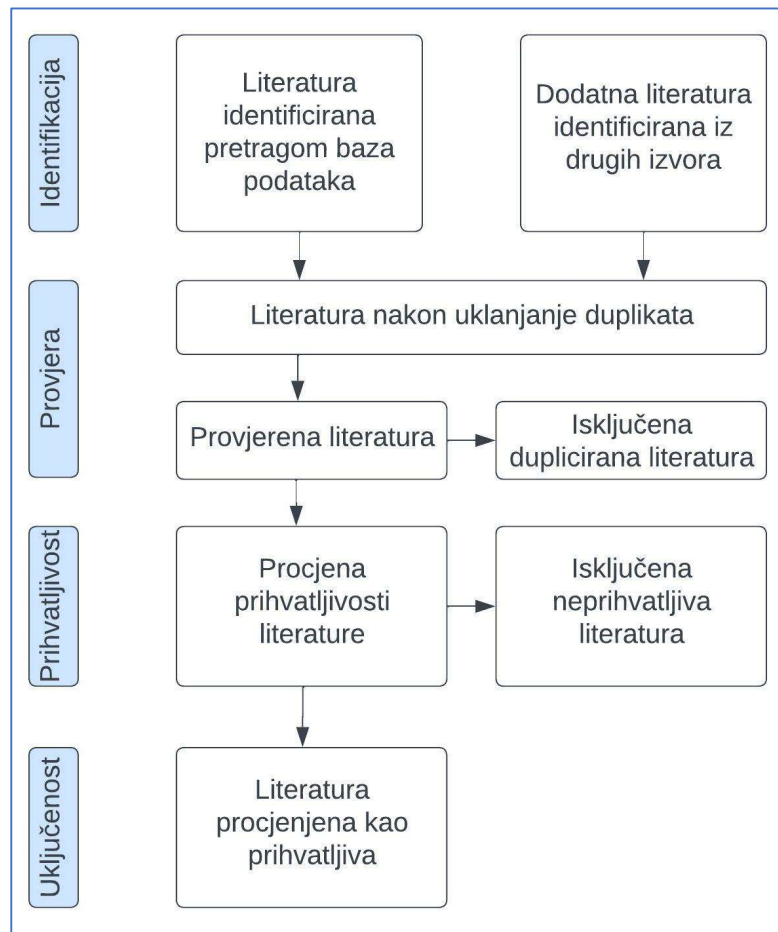 Identifikacija
Literatura
identificirana
pretragom baza
podataka
Dodatna literatura
identificirana iz
drugih izvora
Provjera
Literatura nakon uklanjanje duplikata
Provjerena literatura
Isključena
duplicirana literatura
Prihvatljivost
Procjena
prihvatljivosti
literature
Isključena
neprihvatljiva
literatura
Uključenost
Literatura
procjenjena kao
prihvatljiva